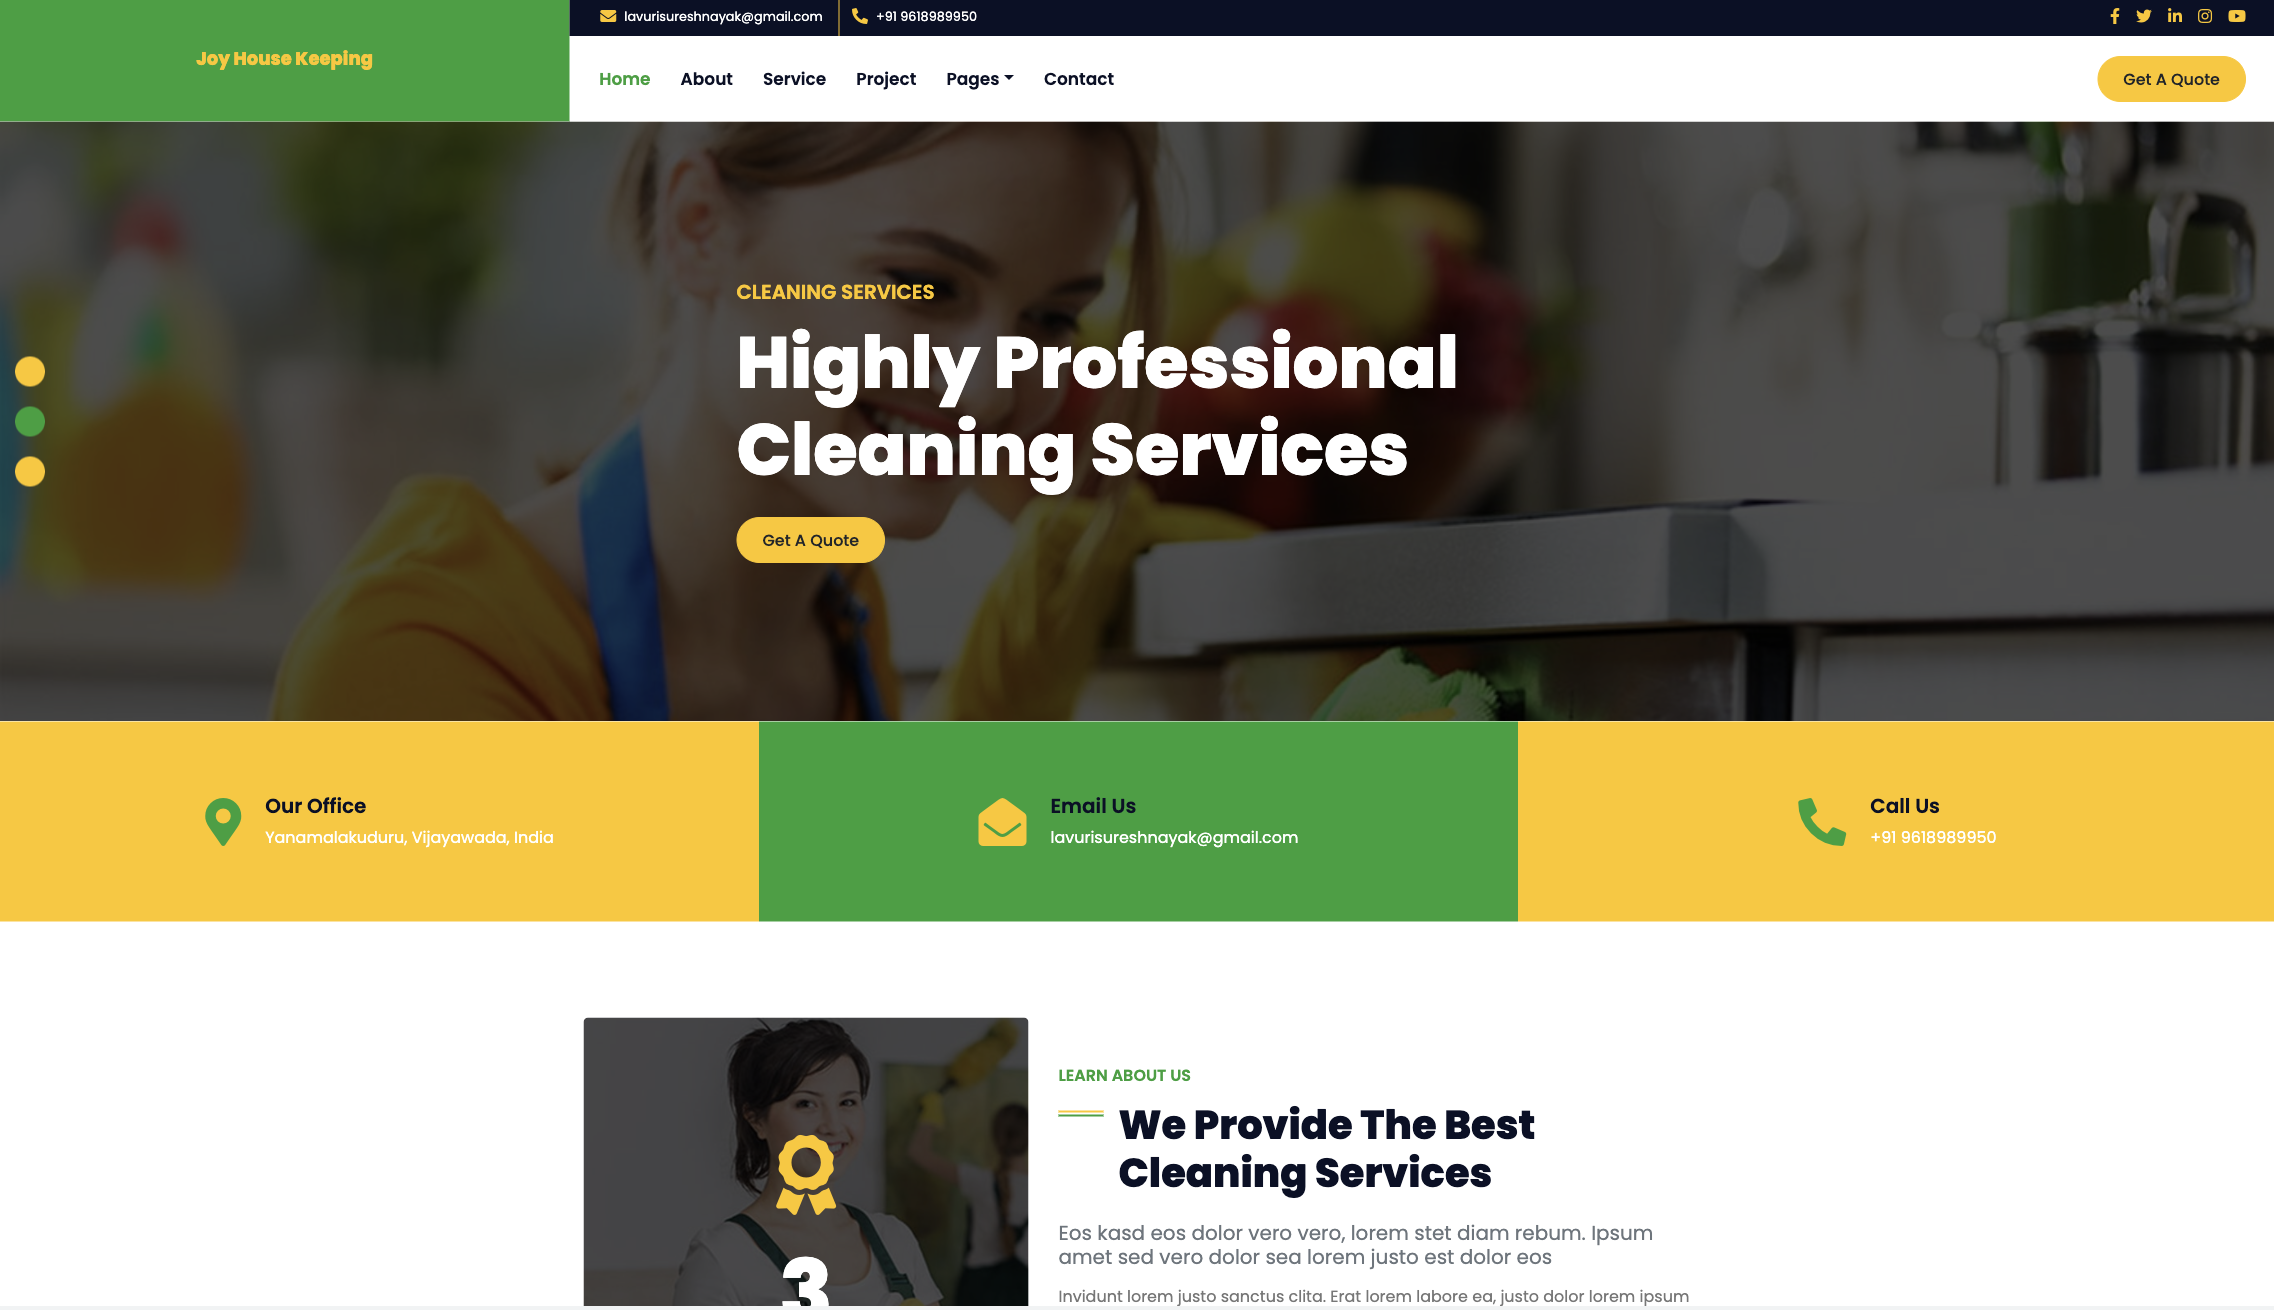 Joy House Keeping
lavurisureshnayak@gmail.com
+91 9618989950
Home
About
Service
Project
Pages
Contact
Get A Quote
CLEANING SERVICES
Highly Professional
Cleaning Services
Get A Quote
Our Office
Yanamalakuduru, Vijayawada, India
Email Us
lavurisureshnayak@gmail.com
Call Us
+91 9618989950
3
LEARN ABOUT US
We Provide The Best
Cleaning Services
Eos kasd eos dolor vero vero, lorem stet diam rebum. Ipsum
amet sed vero dolor sea lorem justo est dolor eos
Invidunt lorem justo sanctus clita. Erat lorem labore ea, justo dolor lorem ipsum